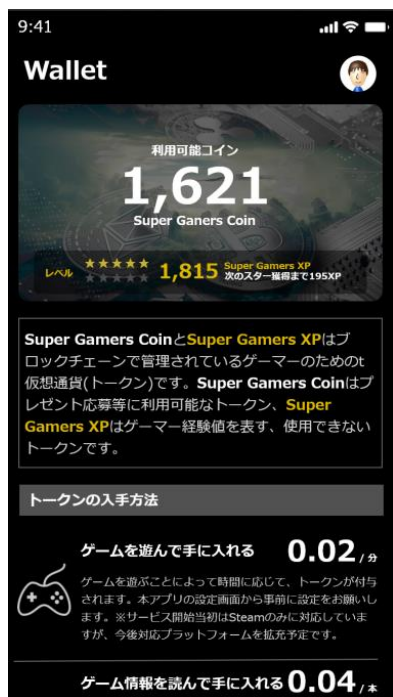 9:41
Wallet
利用可能コイン
1,621
Super Ganers Coin
レベル ★★★★★ 1,815 Super Gamers XP
★★★★★ 次のスター獲得まで195XP
Super Gamers CoinとSuper Gamers XPはブ
ロックチェーンで管理されているゲーマーのためのt
仮想通貨(トークン)です。Super Gamers Coinはプ
レゼント応募等に利用可能なトークン、Super
Gamers XPはゲーマー経験値を表す、使用できない
トークンです。
トークンの入手方法
ゲームを遊んで手に入れる 0.02 / 分
ゲームを遊ぶことによって時間に応じて、トークンが付与
されます。本アプリの設定画面から事前に設定をお願いし
ます。※サービス開始当初はSteamのみに対応していま
すが、今後対応プラットフォームを拡充予定です。
ゲーム情報を読んで手に入れる 0.04 / 本